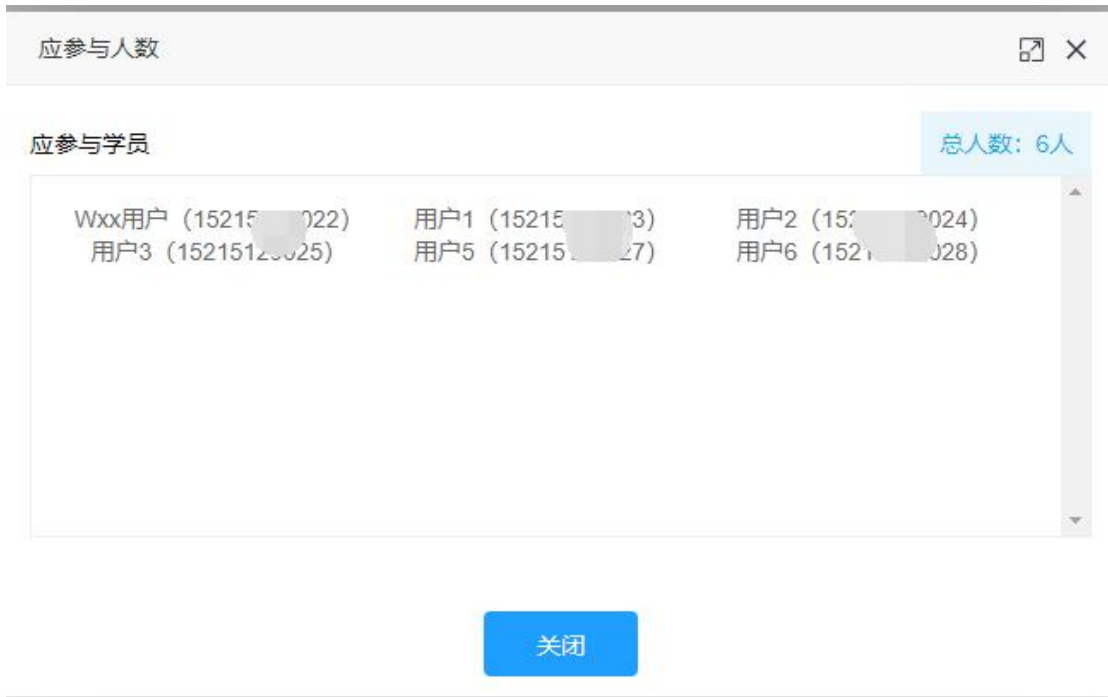 应参与人数
应参与学员
总人数：6人
Wxx用户（15215 022） 用户1（15215 3） 用户2（152 024）
用户3（1521512 025） 用户5（15215 27） 用户6（1521 028）
关闭